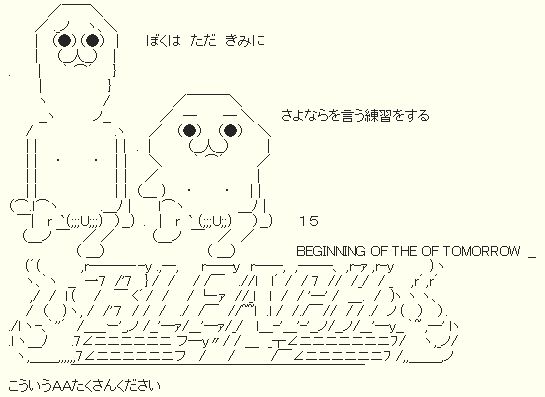 ぼくは ただ きみに
さよならを言う練習をする
１５
BEGINNING OF THE OF TOMORROW _
こういうＡＡたくさんください